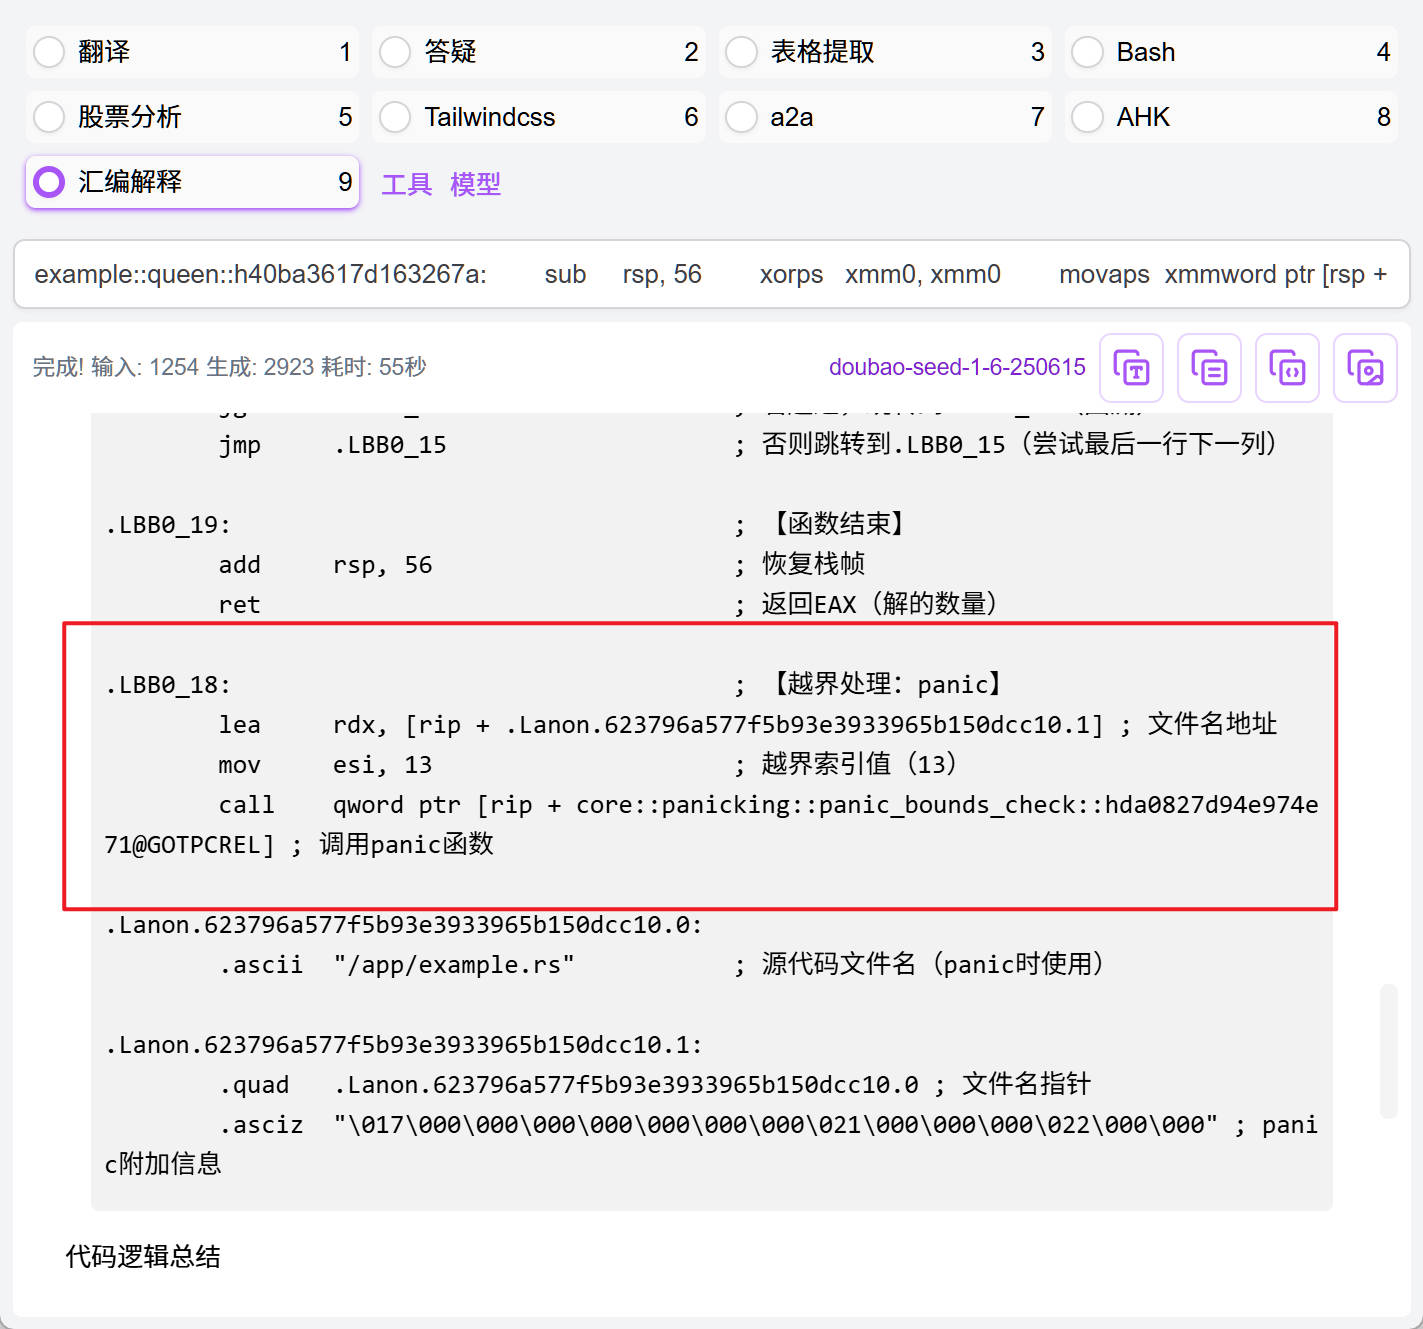 翻译 1 答疑 2 表格提取 3 Bash 4
股票分析 5 Tailwindcss 6 a2a 7 AHK 8
汇编解释 9 工具 模型
example::queen::h40ba3617d163267a: sub rsp, 56 xorps xmm0, xmm0 movaps xmmword ptr [rsp +
完成! 输入: 1254 生成: 2923 耗时: 55秒 doubao-seed-1-6-250615
jmp .LBB0_15 ; 否则跳转到.LBB0_15（尝试最后一行下一列）
.LBB0_19: ; 【函数结束】
add rsp, 56 ; 恢复栈帧
ret ; 返回EAX（解的数量）
.LBB0_18: ; 【越界处理：panic】
lea rdx, [rip + .Lanon.623796a577f5b93e3933965b150dcc10.1] ; 文件名地址
mov esi, 13 ; 越界索引值（13）
call qword ptr [rip + core::panicking::panic_bounds_check::hda0827d94e974e
71@GOTPCREL] ; 调用panic函数
.Lanon.623796a577f5b93e3933965b150dcc10.0:
.ascii "/app/example.rs" ; 源代码文件名（panic时使用）
.Lanon.623796a577f5b93e3933965b150dcc10.1:
.quad .Lanon.623796a577f5b93e3933965b150dcc10.0 ; 文件名指针
.asciz "\017\000\000\000\000\000\000\000\021\000\000\000\022\000\000" ; pani
c附加信息
代码逻辑总结